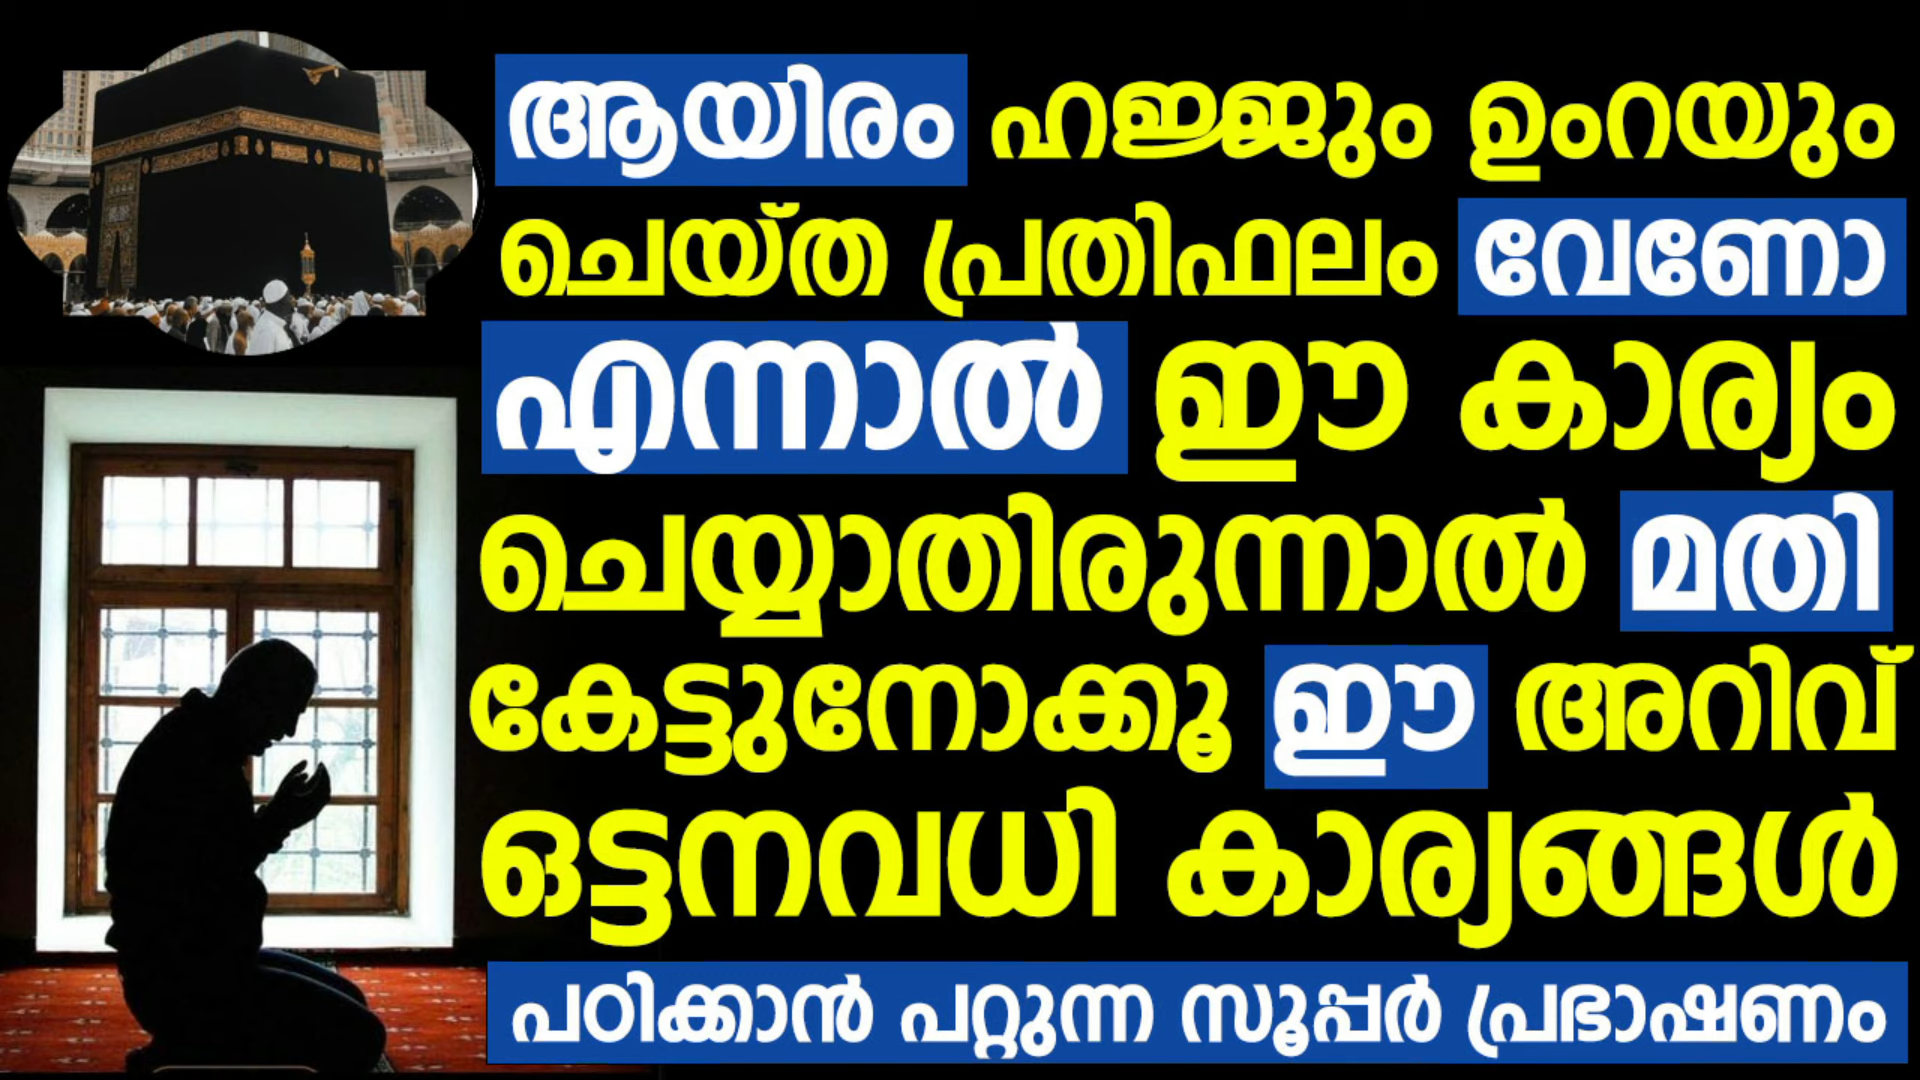 ആയിരം ഹജ്ജും ഉംറയും
ചെയ്ത പ്രതിഫലം വേണോ
എന്നാൽ ഈ കാര്യം
ചെയ്യാതിരുന്നാൽ മതി
കേട്ടുനോക്കൂ ഈ അറിവ്
ഒട്ടനവധി കാര്യങ്ങൾ
പഠിക്കാൻ പറ്റുന്ന സൂപ്പർ പ്രഭാഷണം